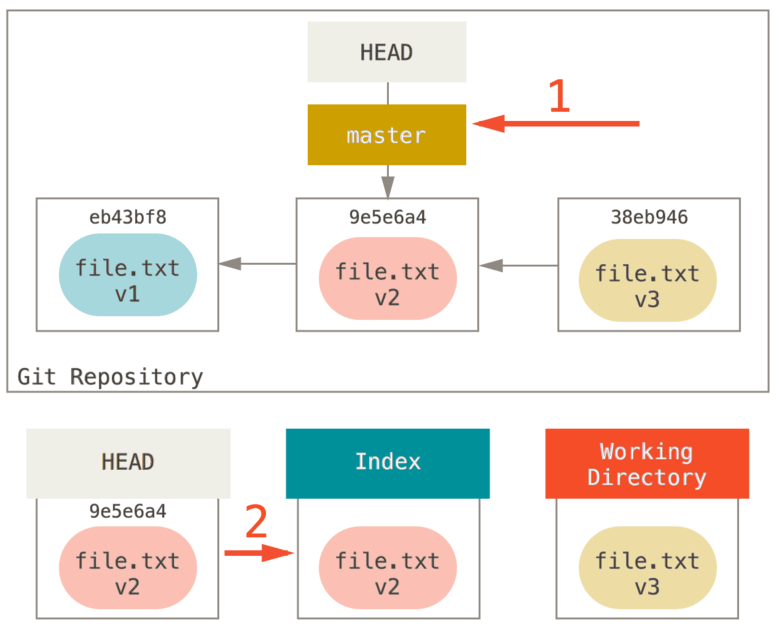 HEAD
1
master
eb43bf8
9e5e6a4
38eb946
file.txt
v1
file.txt
v2
file.txt
v3
Git Repository
HEAD
Index
Working
Directory
9e5e6a4
2
file.txt
v2
file.txt
v2
file.txt
v3